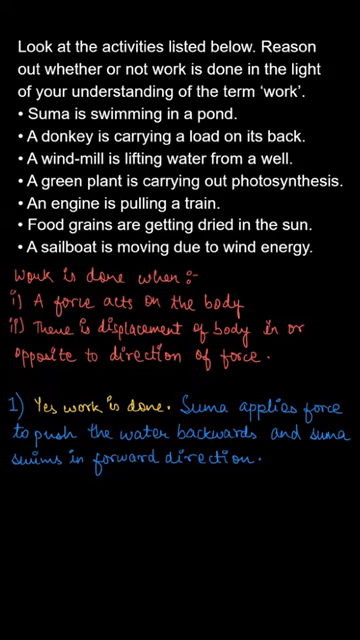 Look at the activities listed below. Reason
out whether or not work is done in the light
of your understanding of the term ‘work’.
• Suma is swimming in a pond.
• A donkey is carrying a load on its back.
• A wind-mill is lifting water from a well.
• A green plant is carrying out photosynthesis.
• An engine is pulling a train.
• Food grains are getting dried in the sun.
• A sailboat is moving due to wind energy.
Work is done when :-
i) A force acts on the body
ii) There is displacement of body in or
opposite to direction of force.
1) Yes work is done. Suma applies force
to push the water backwards and suma
swims in forward direction.